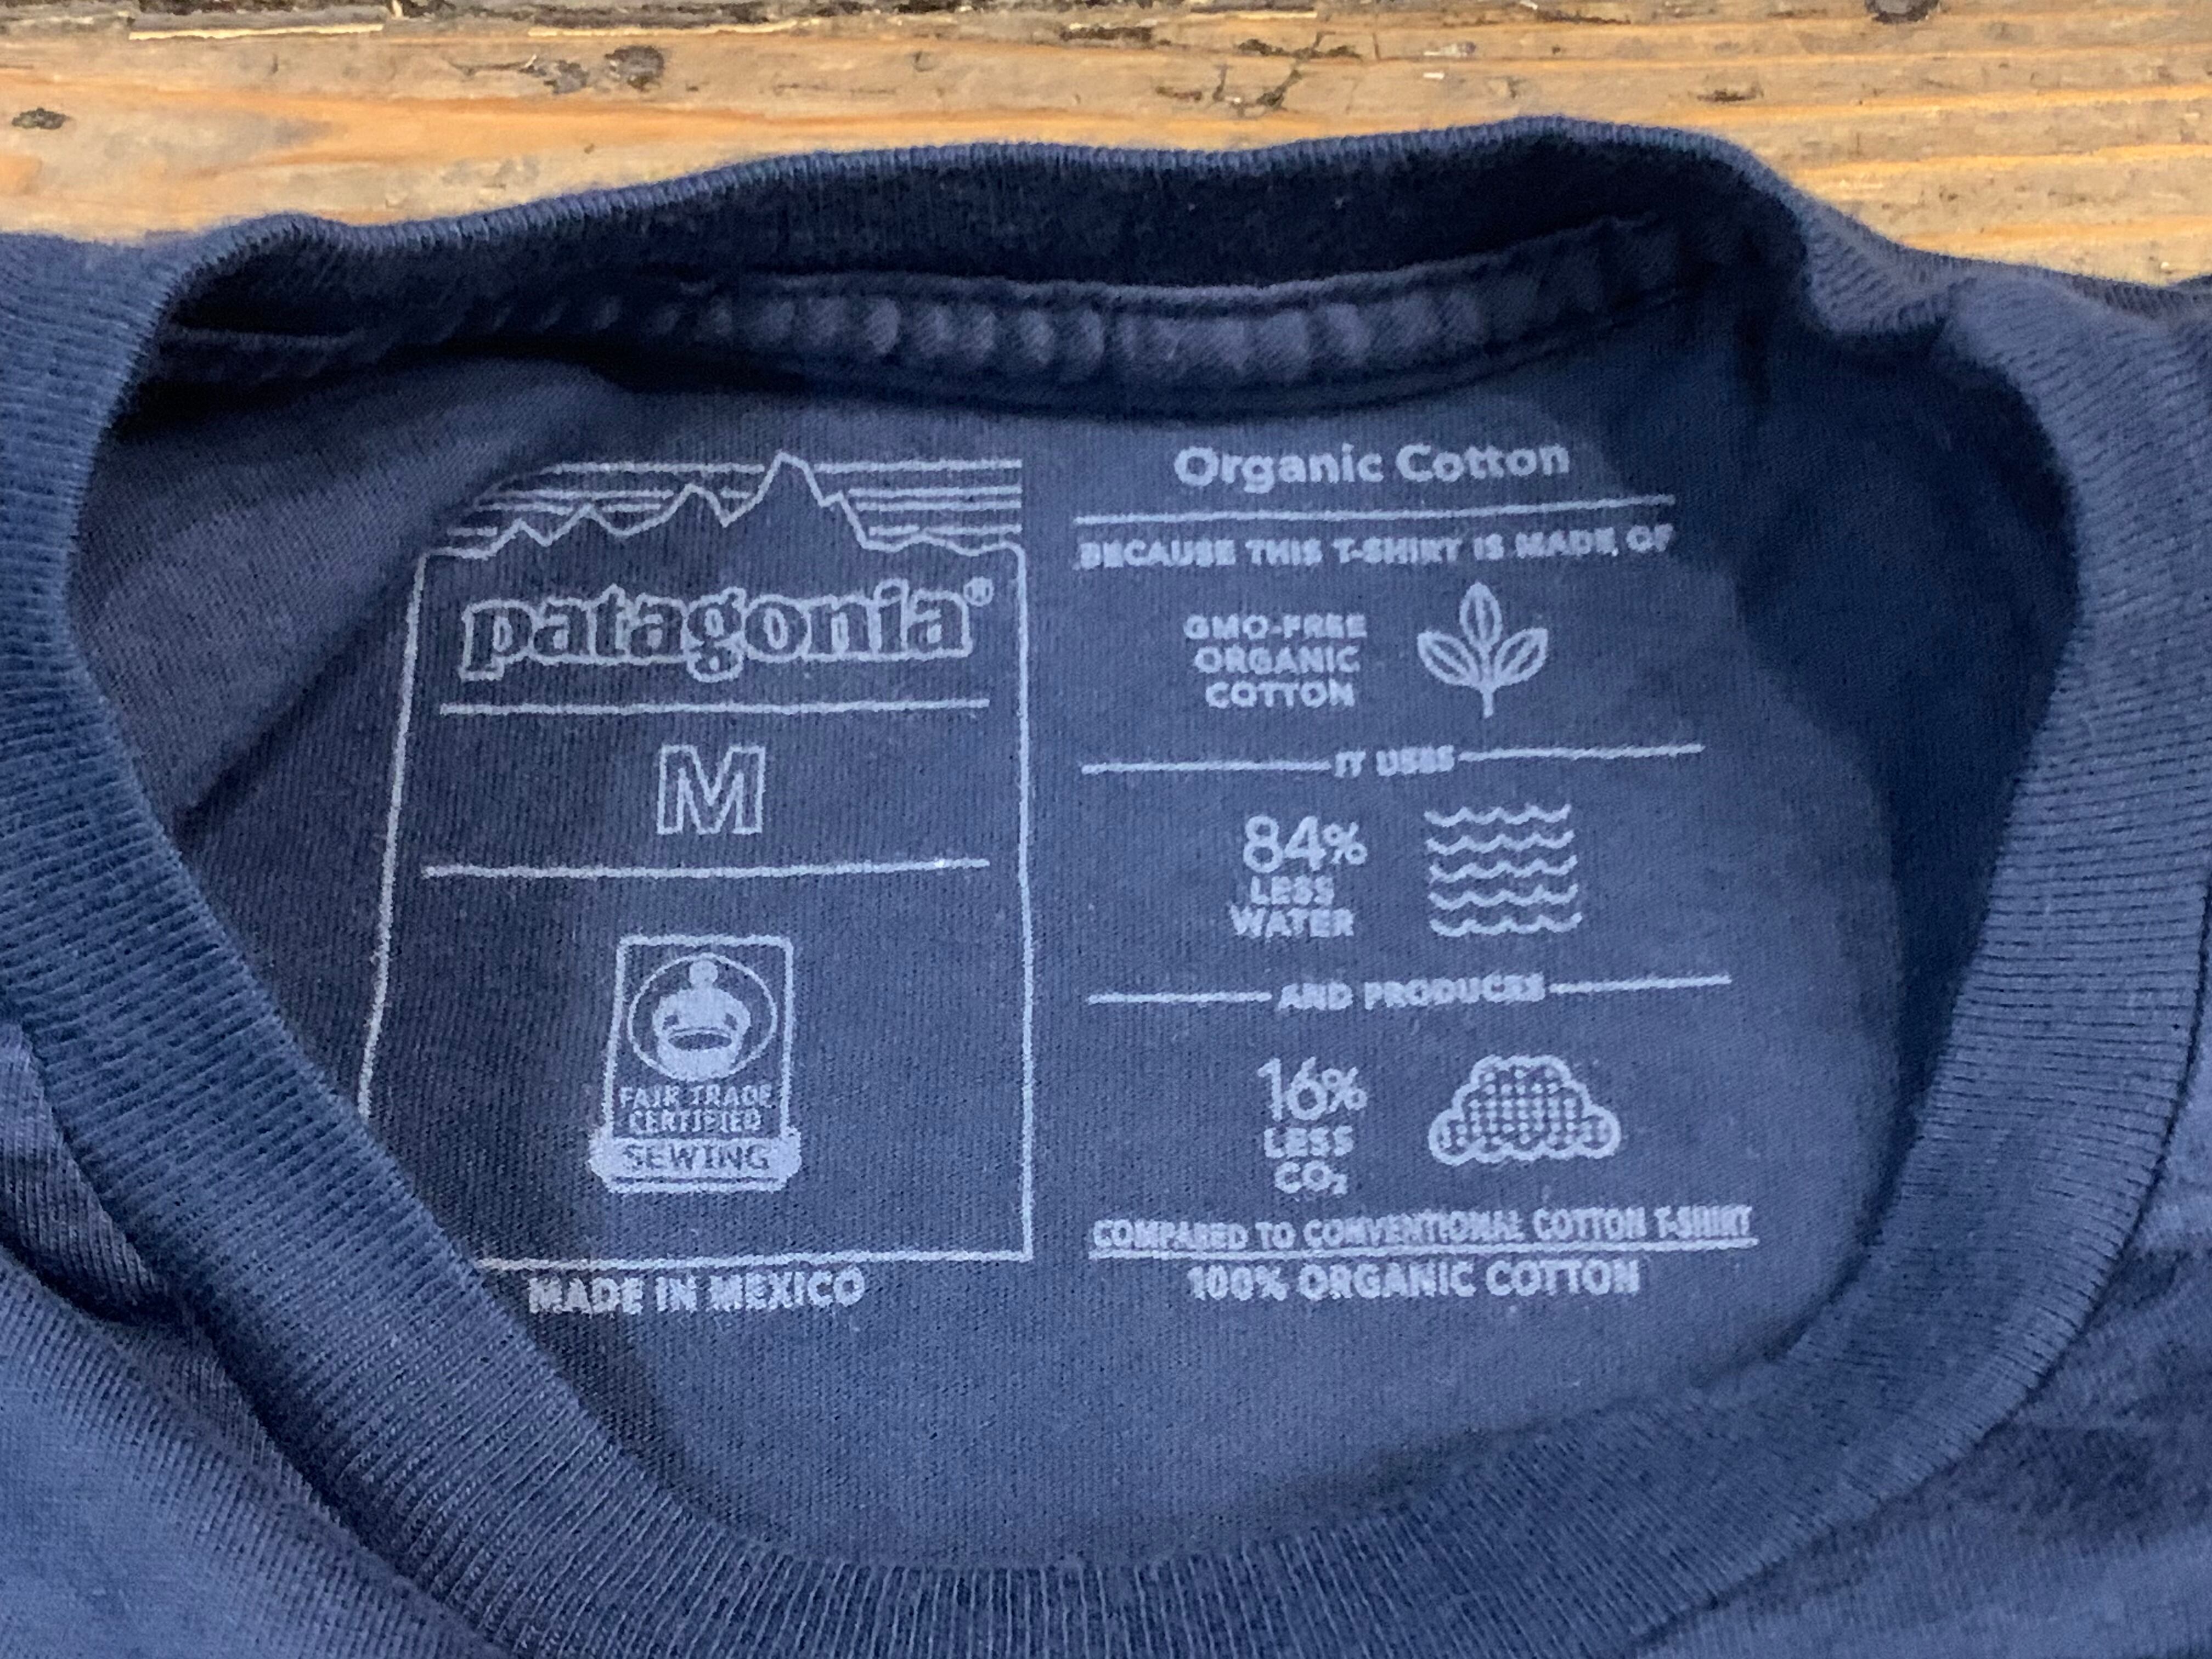 patagonia®
M
FAIR TRADE
CERTIFIED
SEWING
MADE IN MEXICO
Organic Cotton
BECAUSE THIS T-SHIRT IS MADE OF
GMO-FREE
ORGANIC
COTTON
IT USES
84%
LESS
WATER
AND PRODUCES
16%
LESS
CO₂
COMPARED TO CONVENTIONAL COTTON T-SHIRT
100% ORGANIC COTTON